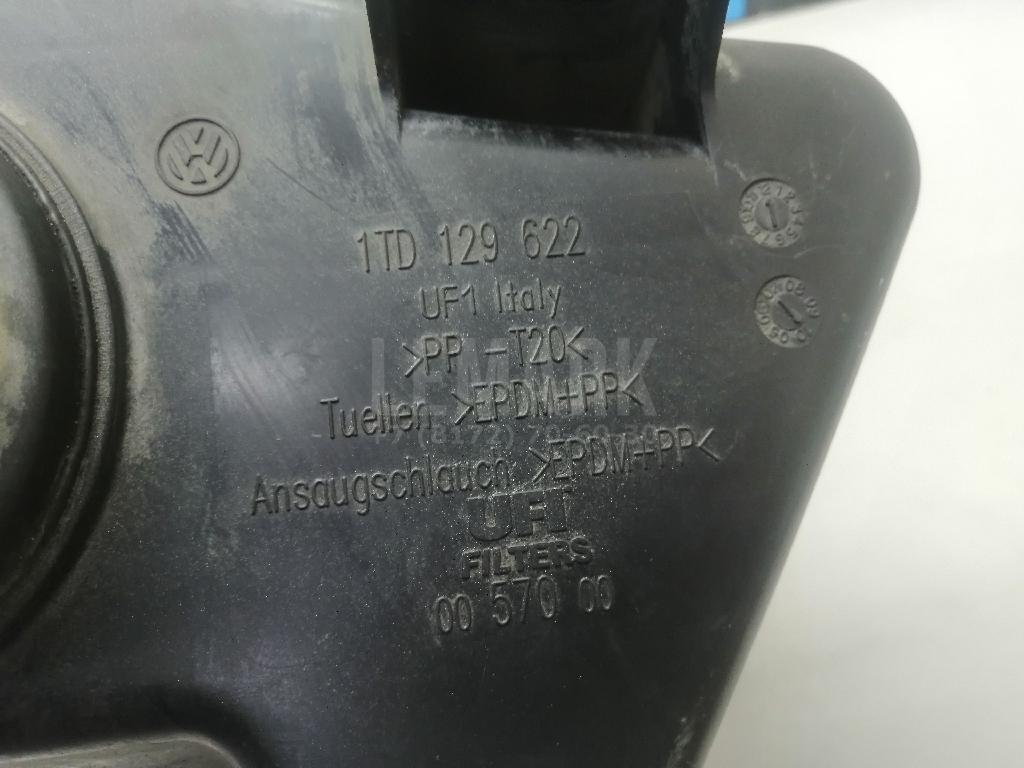 1TD 129 622
UF1 Italy
>PP -T20<
Tuellen >EPDM+PP<
Ansaugschlauch >EPDM+PP<
UFI
FILTERS
00 570 00